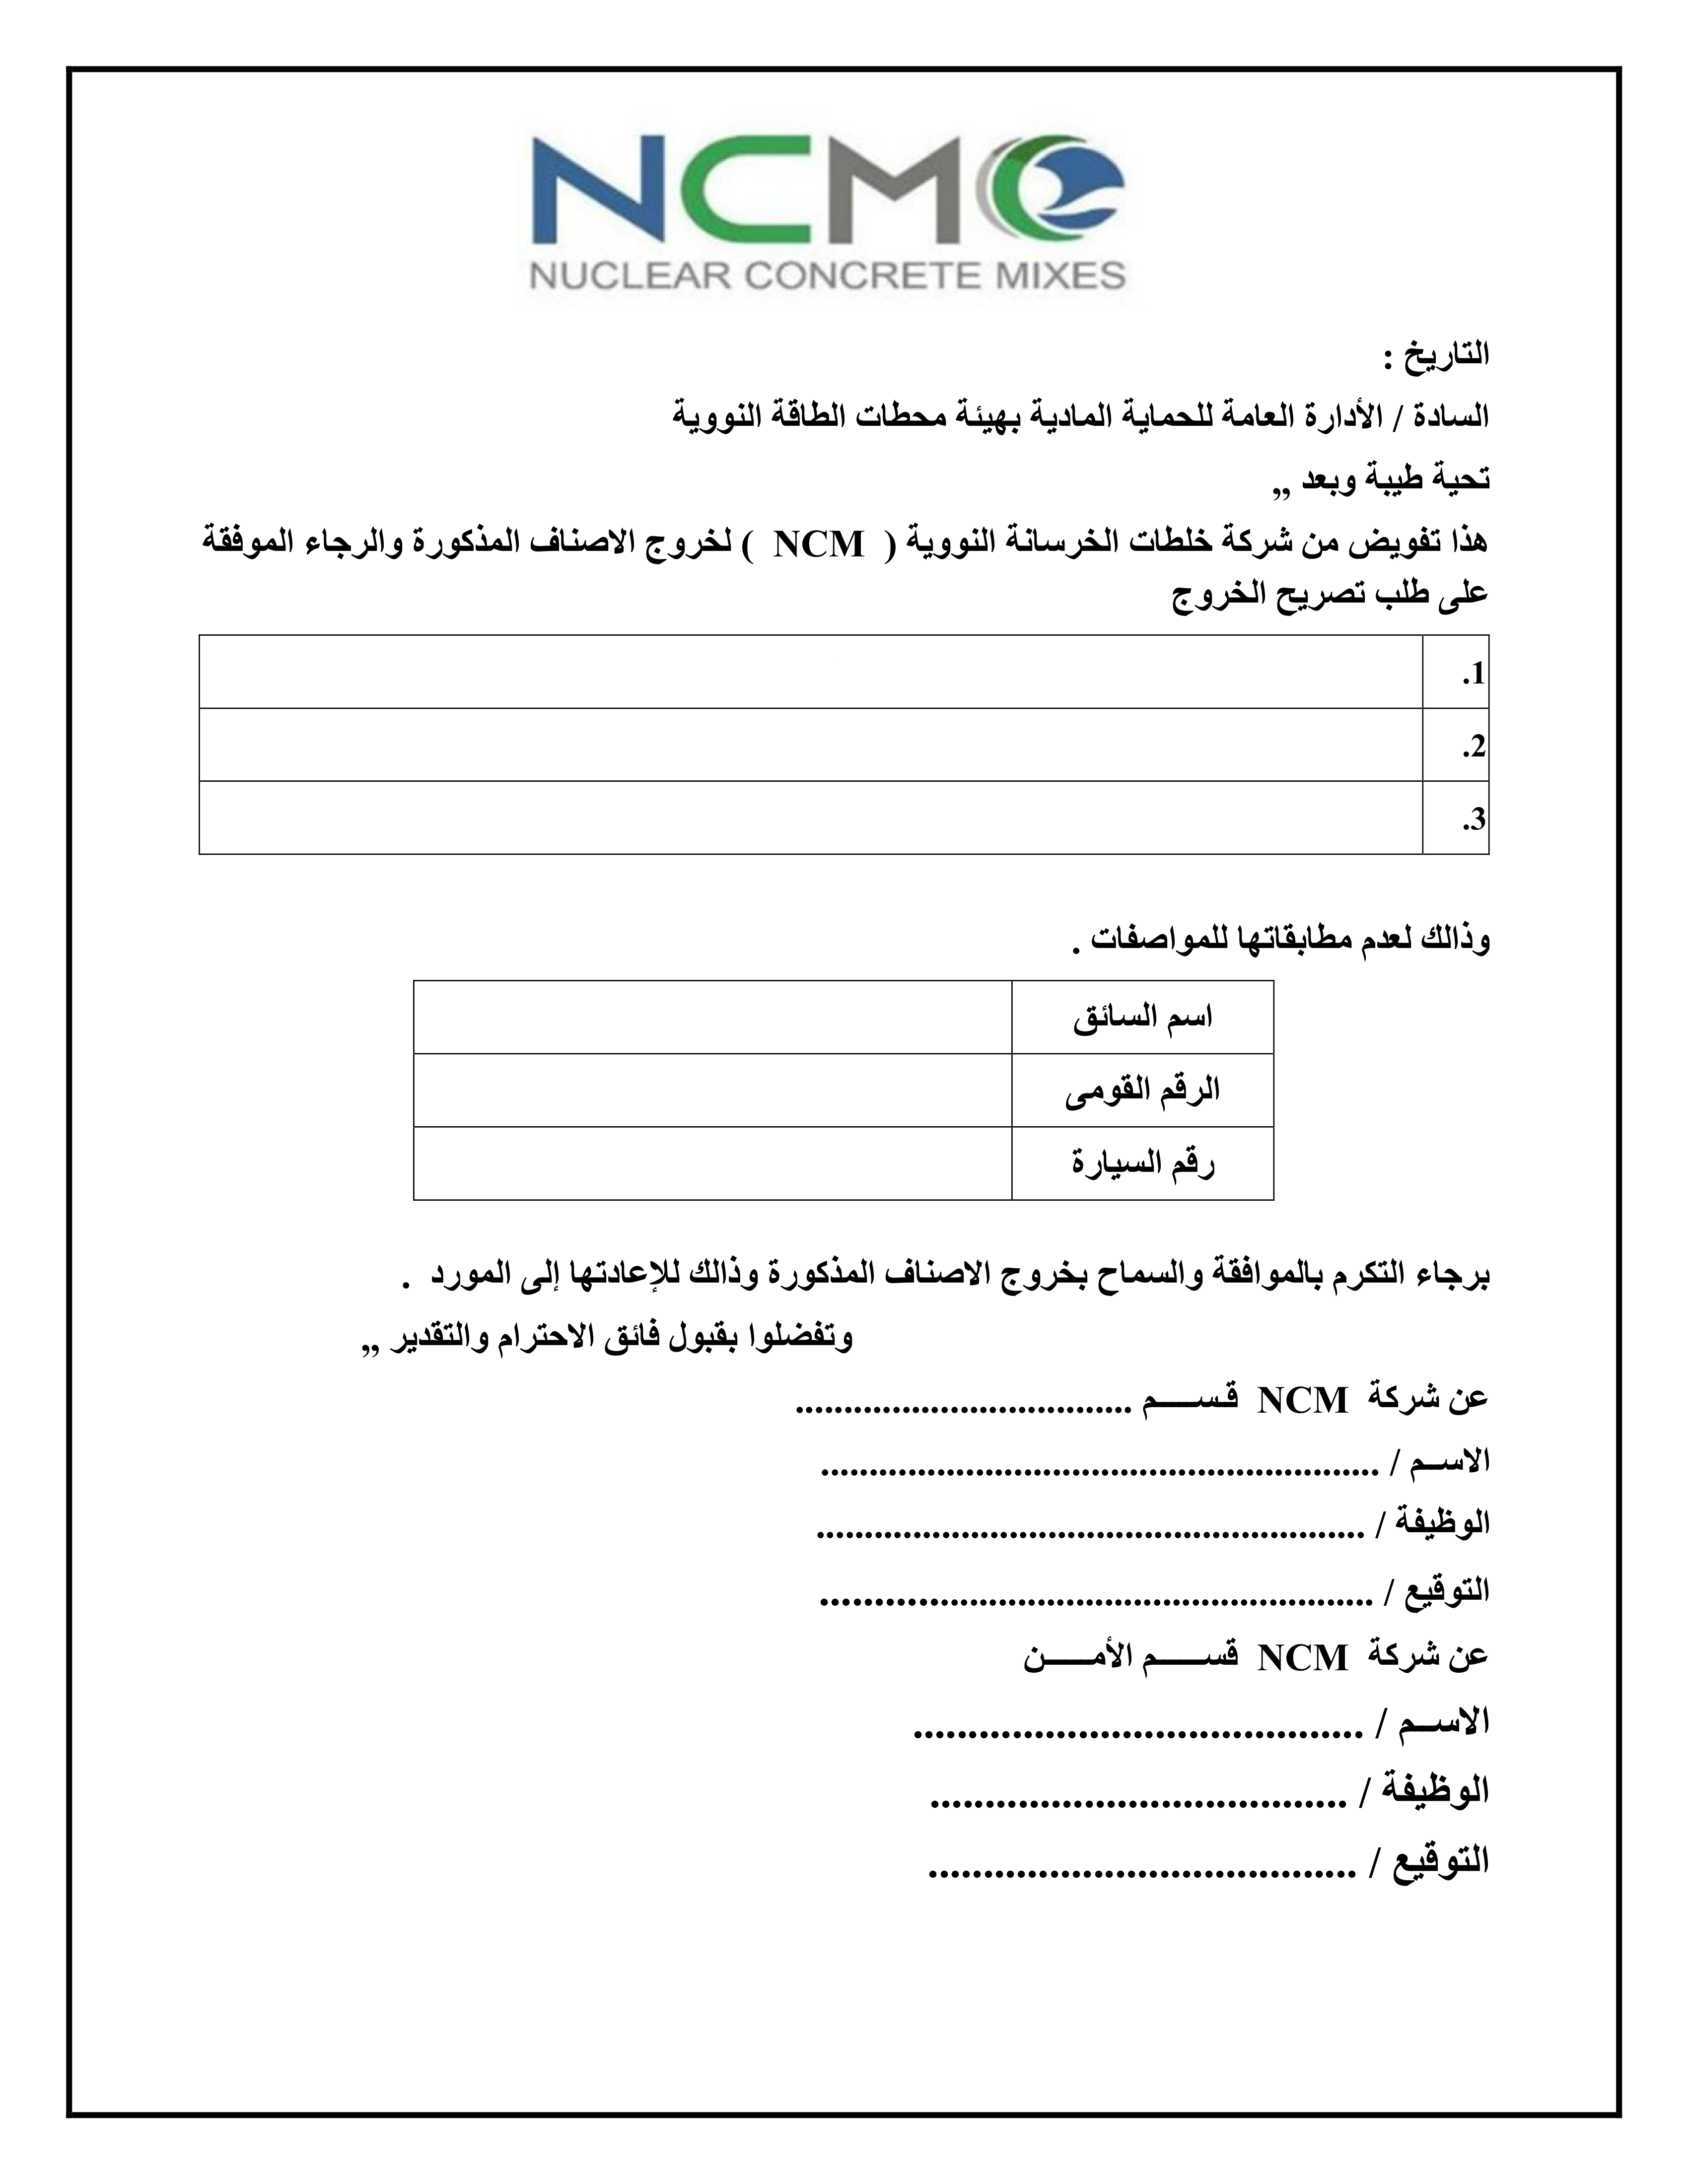 NCM
NUCLEAR CONCRETE MIXES
التاريخ :
السادة / الأدارة العامة للحماية المادية بهيئة محطات الطاقة النووية
تحية طيبة وبعد ,,
هذا تفويض من شركة خلطات الخرسانة النووية ( NCM ) لخروج الاصناف المذكورة والرجاء الموفقة
على طلب تصريح الخروج
1.
2.
3.
وذالك لعدم مطابقاتها للمواصفات .
اسم السائق
الرقم القومى
رقم السيارة
برجاء التكرم بالموافقة والسماح بخروج الاصناف المذكورة وذالك للإعادتها إلى المورد .
وتفضلوا بقبول فائق الاحترام والتقدير ,,
عن شركة NCM قـســـــم ...................................
الاســم / ..........................................................
الوظيفة / .........................................................
التوقيع / .........................................................
عن شركة NCM قســـــــم الأمــــــن
الاســم / .........................................
الوظيفة / ......................................
التوقيع / .......................................